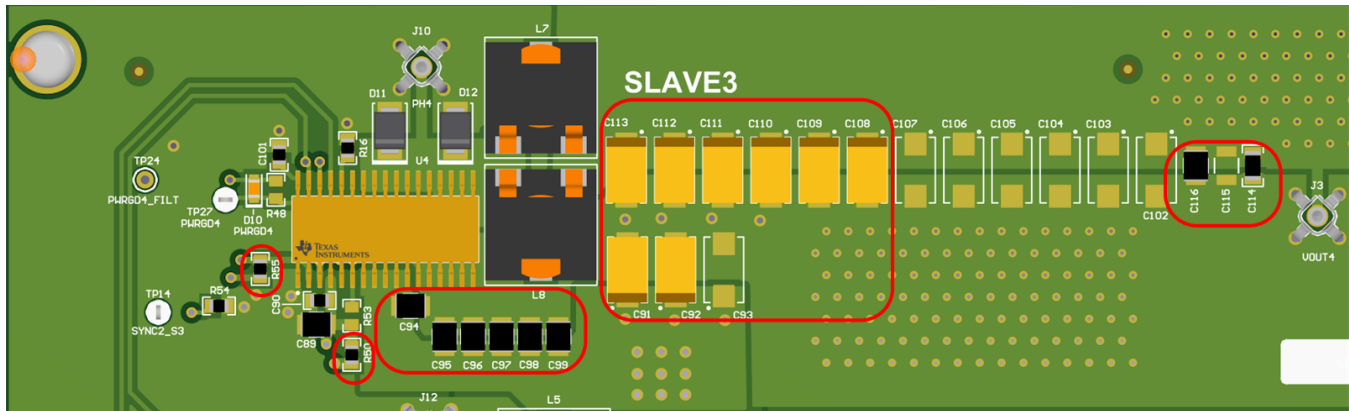 J10
L7
SLAVE3
D11
D12
PH4
C113
C112
C111
C110
C109
C108
C107
C106
C105
C104
C103
C101
R16
U4
TP24
PWRGD4_FILT
TP27
PWRGD4
D10
PWRGD4
R48
C102
C116
C115
C114
J3
VOUT4
TEXAS
INSTRUMENTS
R55
R54
TP14
SYNC2_S3
C90
R53
C89
R50
L8
C94
C95
C96
C97
C98
C99
C91
C92
C93
J12
L5